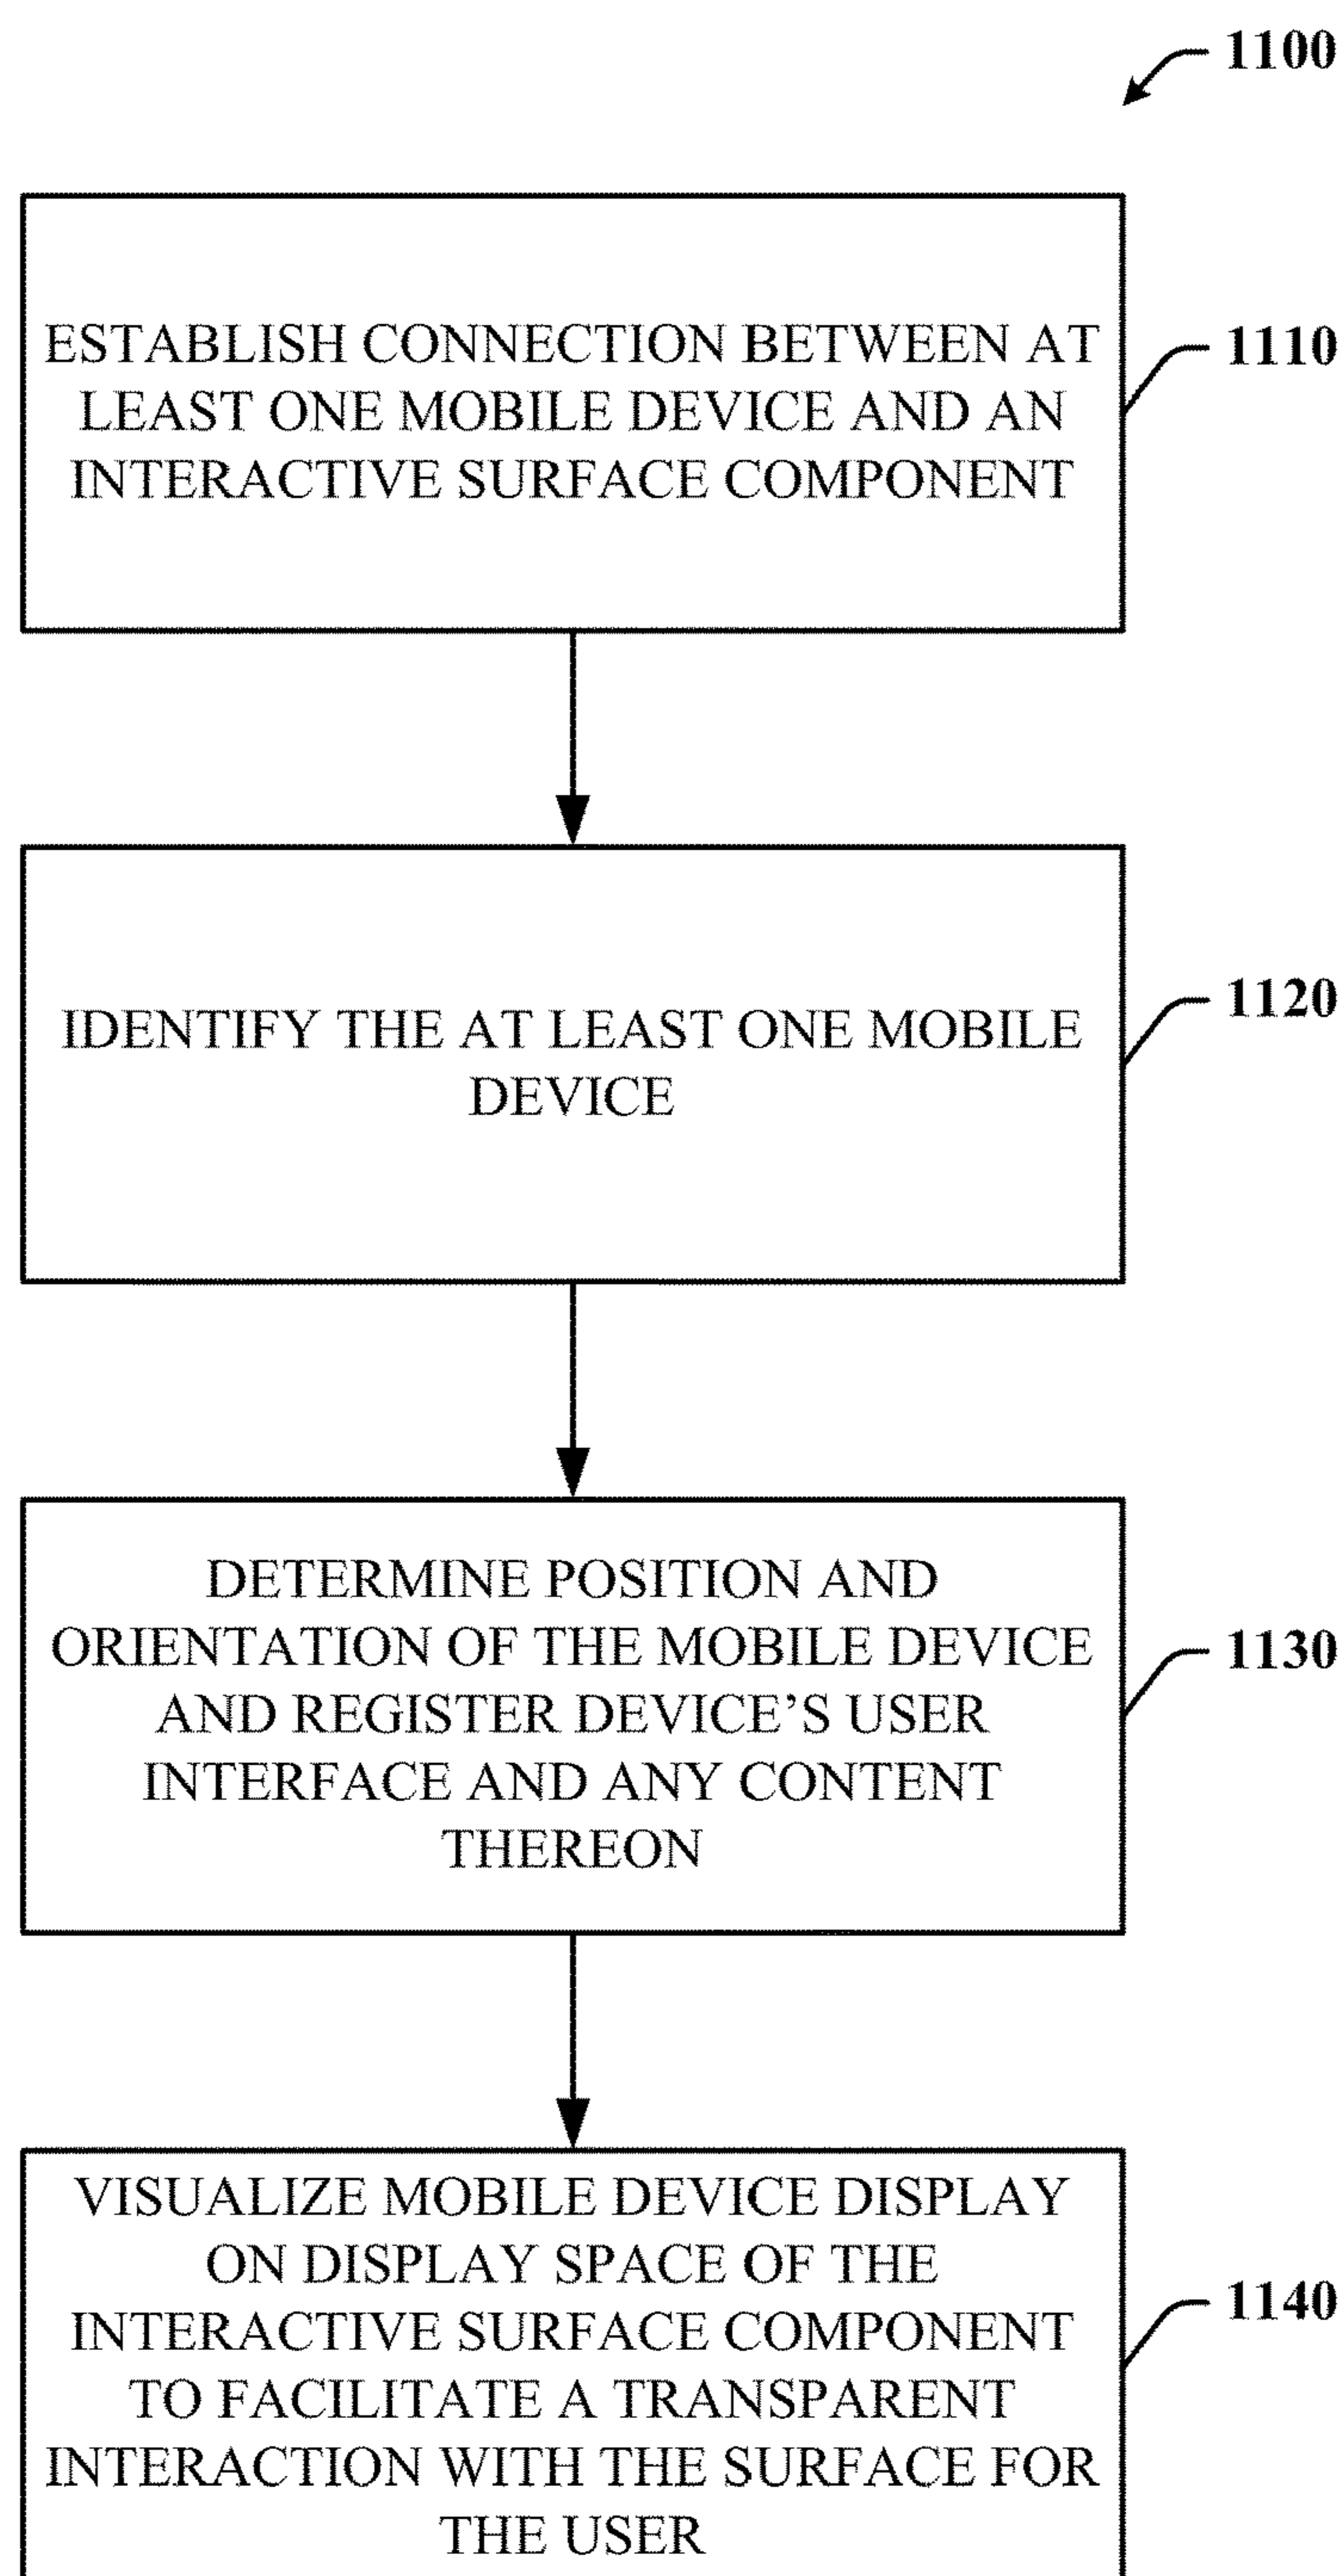 1100
ESTABLISH CONNECTION BETWEEN AT
LEAST ONE MOBILE DEVICE AND AN
INTERACTIVE SURFACE COMPONENT
1110
IDENTIFY THE AT LEAST ONE MOBILE
DEVICE
1120
DETERMINE POSITION AND
ORIENTATION OF THE MOBILE DEVICE
AND REGISTER DEVICE’S USER
INTERFACE AND ANY CONTENT
THEREON
1130
VISUALIZE MOBILE DEVICE DISPLAY
ON DISPLAY SPACE OF THE
INTERACTIVE SURFACE COMPONENT
TO FACILITATE A TRANSPARENT
INTERACTION WITH THE SURFACE FOR
THE USER
1140